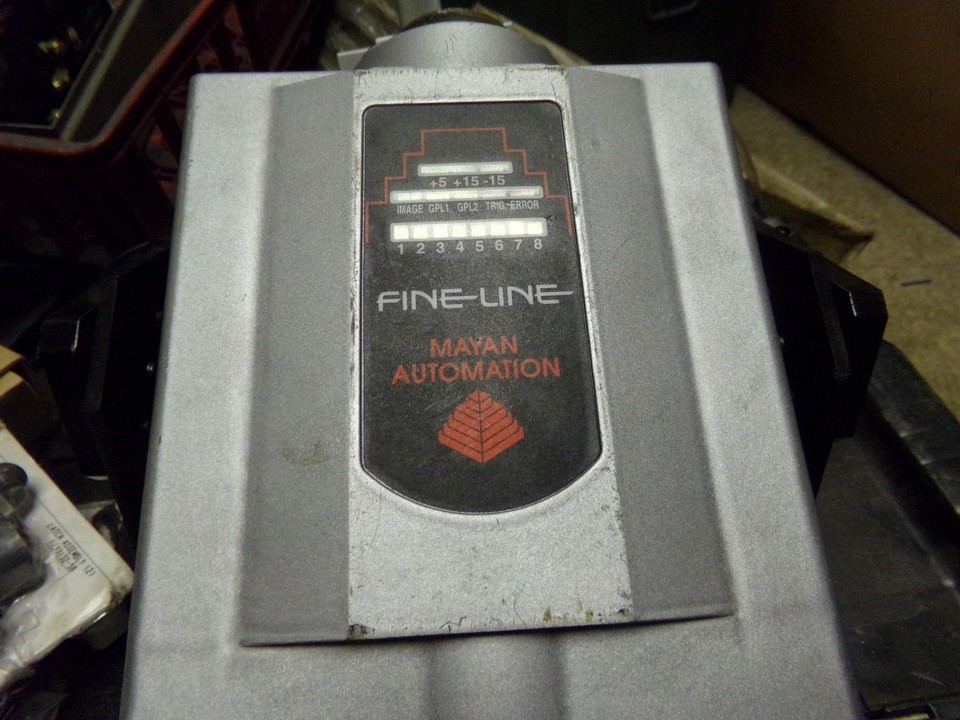 +5 +15 -15
IMAGE GPL1 GPL2 TRIG. ERROR
1 2 3 4 5 6 7 8
FINE-LINE
MAYAN
AUTOMATION